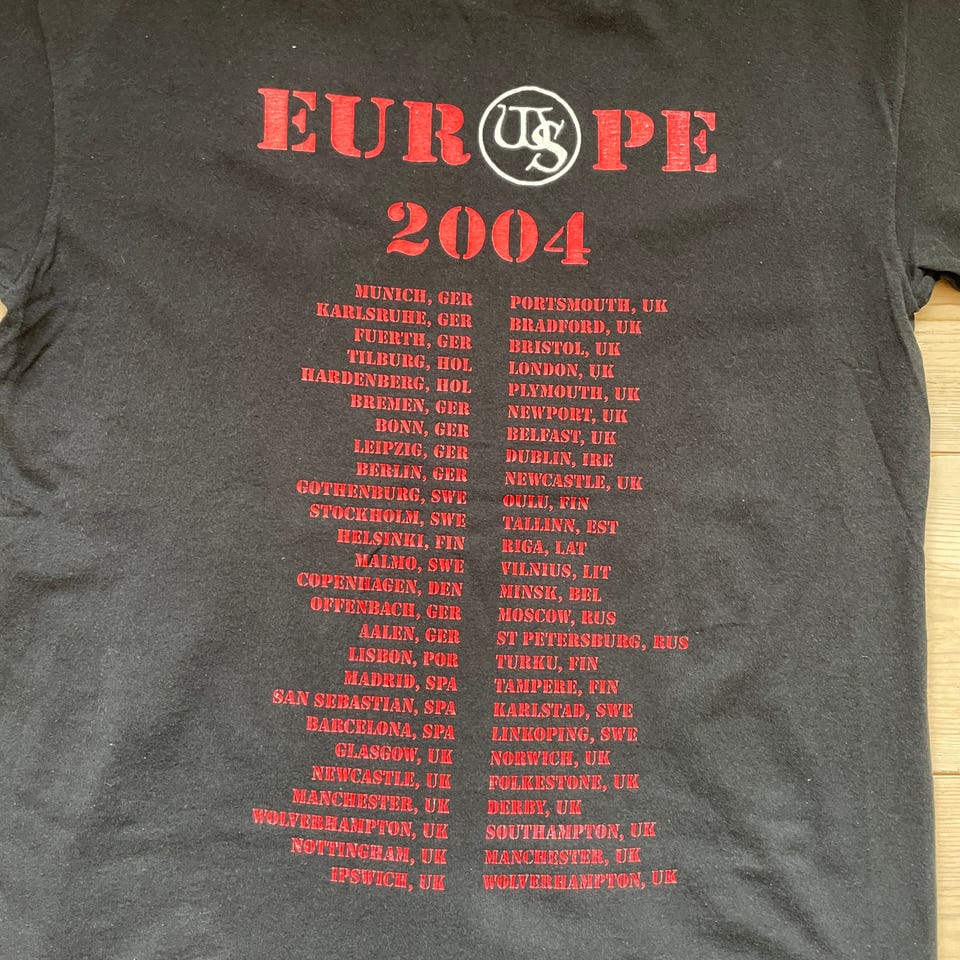 EUROPE
WS
2004
MUNICH, GER
KARLSRUHE, GER
FUERTH, GER
TILBURG, HOL
HARDENBERG, HOL
BREMEN, GER
BONN, GER
LEIPZIG, GER
BERLIN, GER
GOTHENBURG, SWE
STOCKHOLM, SWE
HELSINKI, FIN
MALMO, SWE
COPENHAGEN, DEN
OFFENBACH, GER
AALEN, GER
LISBON, POR
MADRID, SPA
SAN SEBASTIAN, SPA
BARCELONA, SPA
GLASGOW, UK
NEWCASTLE, UK
MANCHESTER, UK
WOLVERHAMPTON, UK
NOTTINGHAM, UK
IPSWICH, UK
PORTSMOUTH, UK
BRADFORD, UK
BRISTOL, UK
LONDON, UK
PLYMOUTH, UK
NEWPORT, UK
BELFAST, UK
DUBLIN, IRE
NEWCASTLE, UK
OULU, FIN
TALLINN, EST
RIGA, LAT
VILNIUS, LIT
MINSK, BEL
MOSCOW, RUS
ST PETERSBURG, RUS
TURKU, FIN
TAMPERE, FIN
KARLSTAD, SWE
LINKOPING, SWE
NORWICH, UK
FOLKESTONE, UK
DERBY, UK
SOUTHAMPTON, UK
MANCHESTER, UK
WOLVERHAMPTON, UK